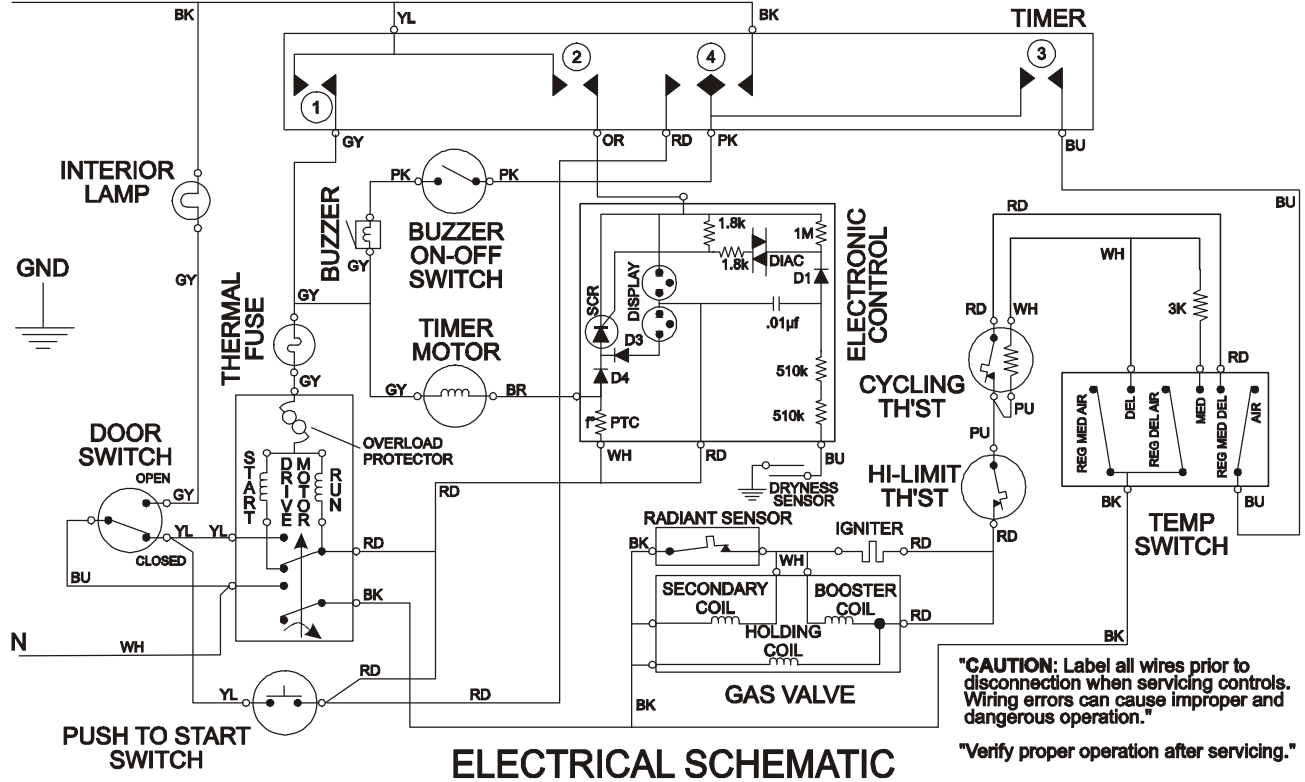 BK
YL
BK
TIMER
2
4
3
1
GY
OR
RD
PK
BU
INTERIOR
LAMP
PK
PK
BUZZER
BUZZER
ON-OFF
SWITCH
GY
GY
GND
THERMAL
FUSE
GY
GY
TIMER
MOTOR
GY
BR
1.8k
1.8k
DIAC
1M
D1
DISPLAY
SCR
D3
D4
.01µf
510k
510k
PTC
f°
ELECTRONIC
CONTROL
WH
RD
BU
DRYNESS
SENSOR
RD
BU
WH
RD
WH
3K
RD
CYCLING
TH'ST
PU
PU
HI-LIMIT
TH'ST
RD
REG MED AIR
DEL
REG DEL AIR
MED
REG MED DEL
AIR
BK
BU
TEMP
SWITCH
OVERLOAD
PROTECTOR
START
DRIVE
MOTOR
RUN
DOOR
SWITCH
OPEN
GY
YL
YL
CLOSED
BU
RD
RD
BK
N
WH
RADIANT SENSOR
IGNITER
BK
WH
RD
SECONDARY
COIL
BOOSTER
COIL
HOLDING
COIL
RD
GAS VALVE
BK
BK
YL
RD
RD
PUSH TO START
SWITCH
ELECTRICAL SCHEMATIC
"CAUTION: Label all wires prior to
disconnection when servicing controls.
Wiring errors can cause improper and
dangerous operation."
"Verify proper operation after servicing."